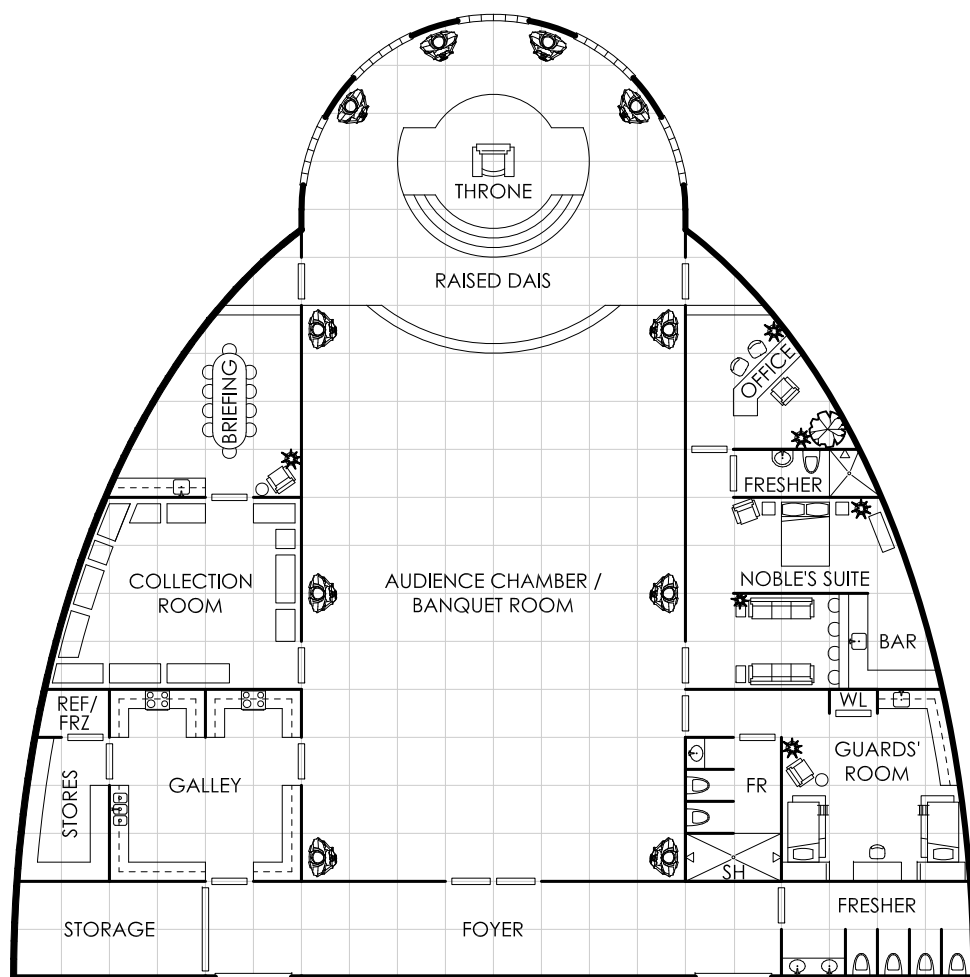 THRONE
RAISED DAIS
BRIEFING
OFFICE
FRESHER
COLLECTION
ROOM
AUDIENCE CHAMBER /
BANQUET ROOM
NOBLE'S SUITE
BAR
REF/
FRZ
WL
STORES
GALLEY
FR
GUARDS'
ROOM
SH
STORAGE
FOYER
FRESHER